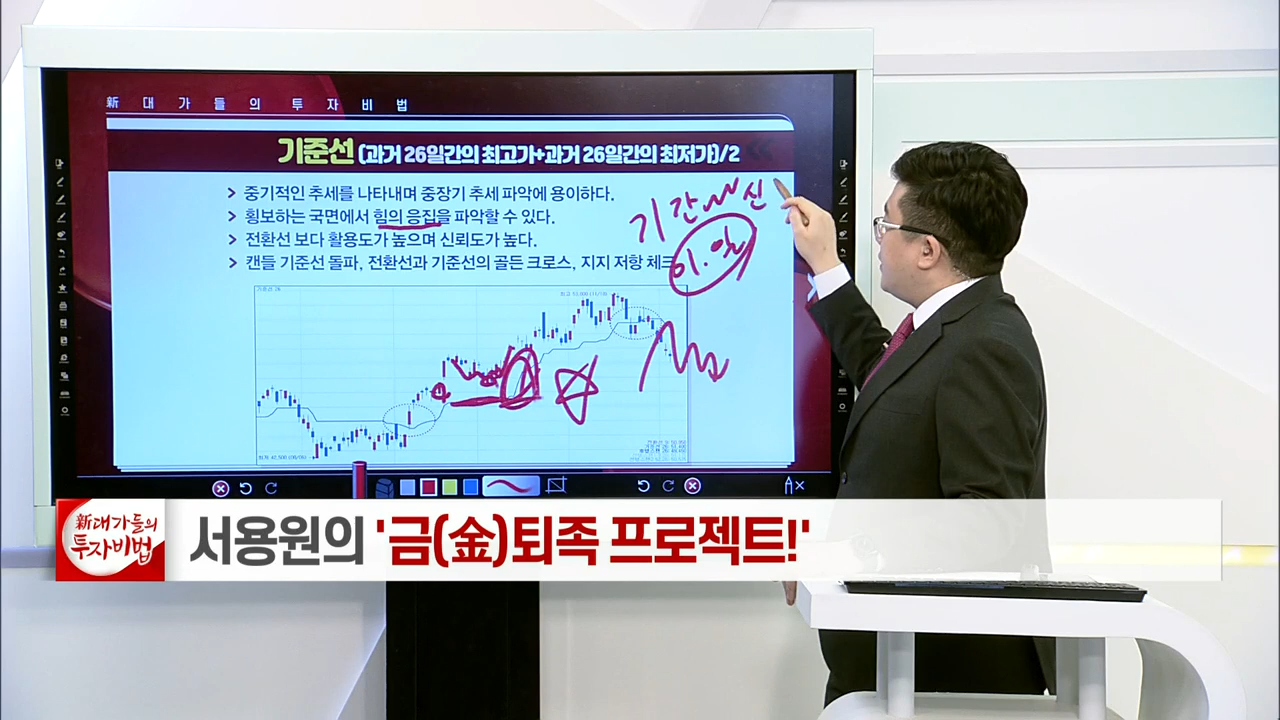 新 대 가 들 의 투 자 비 법
기준선 (과거 26일간의 최고가+과거 26일간의 최저가)/2
> 중기적인 추세를 나타내며 중장기 추세 파악에 용이하다.
> 횡보하는 국면에서 힘의 응집을 파악할 수 있다.
> 전환선 보다 활용도가 높으며 신뢰도가 높다.
> 캔들 기준선 돌파, 전환선과 기준선의 골든 크로스, 지지 저항 체크
기간
신
기준선 26
新대가들의
투자비법
서용원의 '금(金)퇴족 프로젝트!'